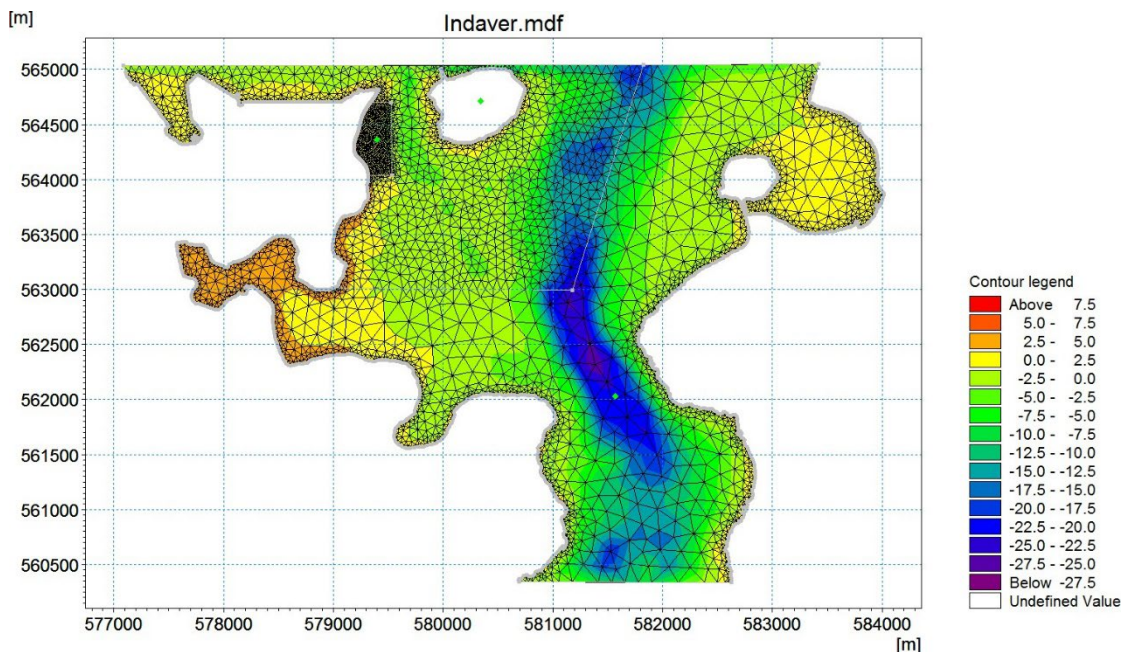 [m]
Indaver.mdf
565000
564500
564000
563500
563000
562500
562000
561500
561000
560500
577000 578000 579000 580000 581000 582000 583000 584000
[m]
Contour legend
Above 7.5
5.0 - 7.5
2.5 - 5.0
0.0 - 2.5
-2.5 - 0.0
-5.0 - -2.5
-7.5 - -5.0
-10.0 - -7.5
-12.5 - -10.0
-15.0 - -12.5
-17.5 - -15.0
-20.0 - -17.5
-22.5 - -20.0
-25.0 - -22.5
-27.5 - -25.0
Below -27.5
Undefined Value